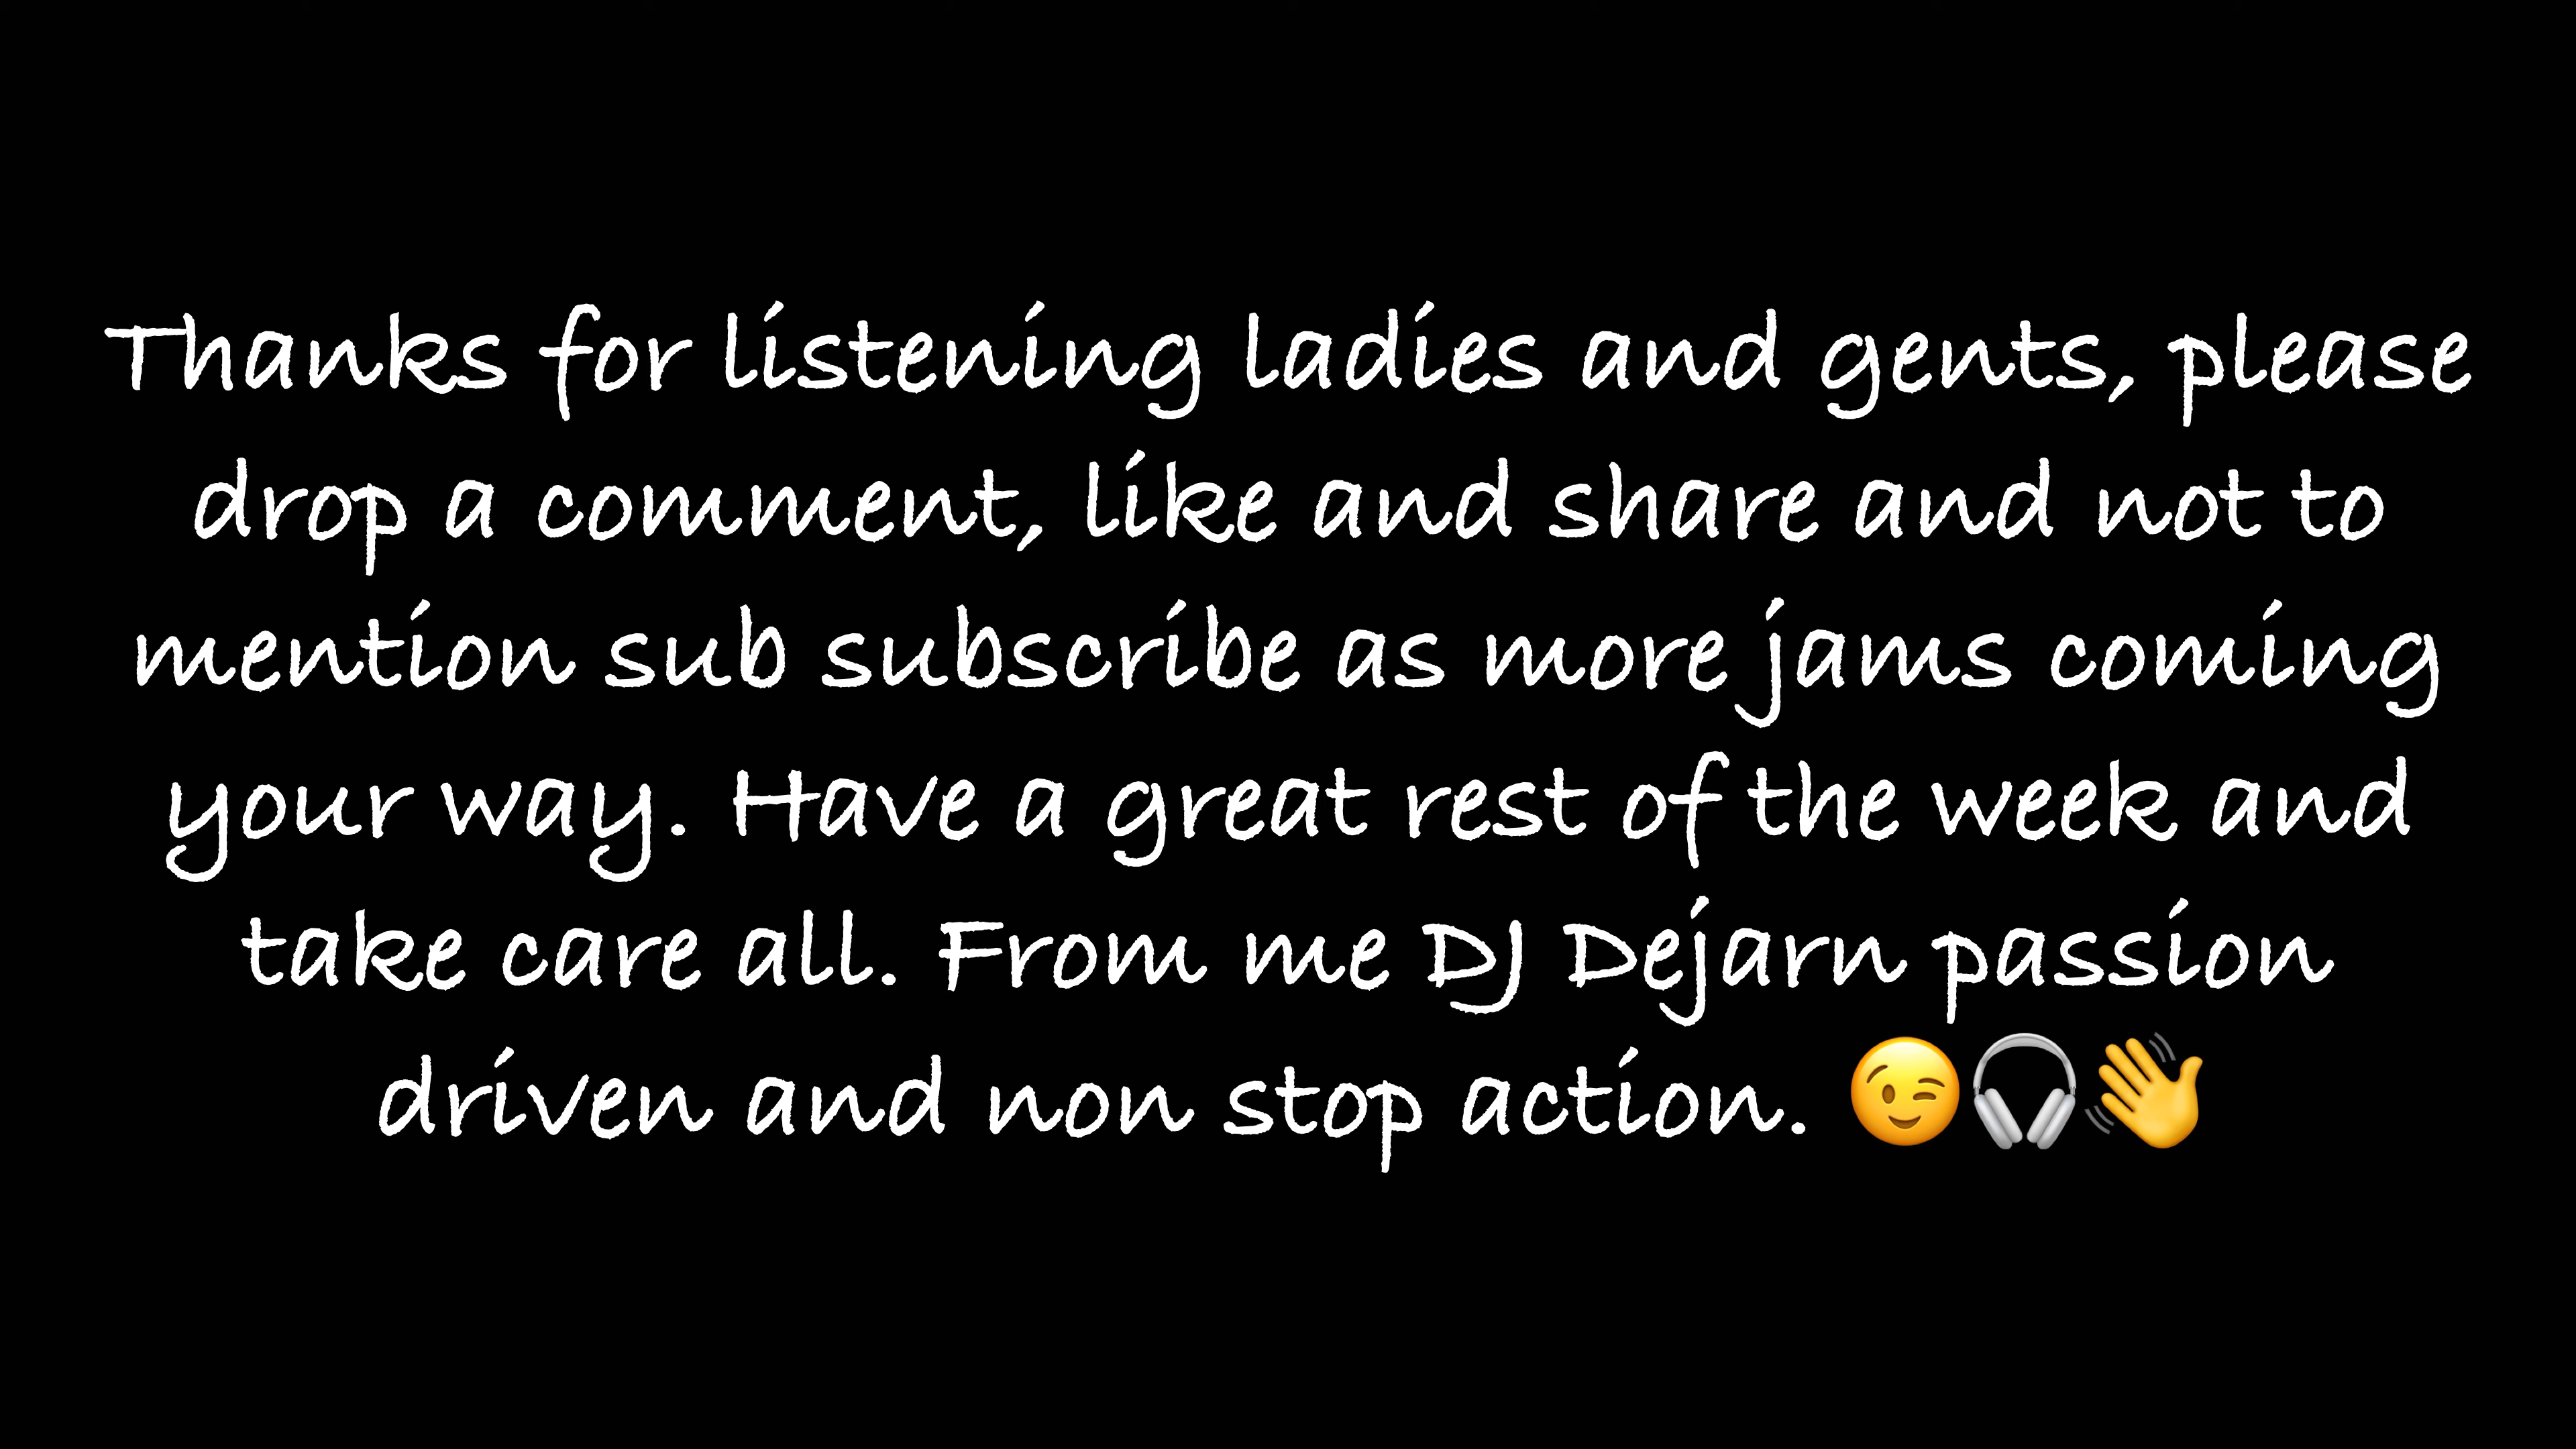 Thanks for listening ladies and gents, please
drop a comment, like and share and not to
mention sub subscribe as more jams coming
your way. Have a great rest of the week and
take care all. From me DJ Dejarn passion
driven and non stop action. 😉🎧👋